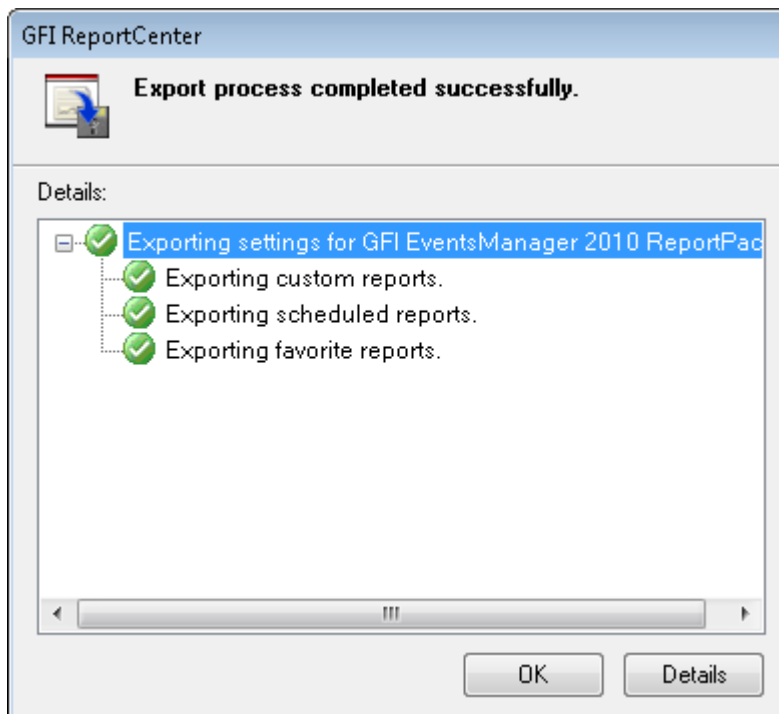 GFI ReportCenter
Export process completed successfully.
Details:
Exporting settings for GFI EventsManager 2010 ReportPac
Exporting custom reports.
Exporting scheduled reports.
Exporting favorite reports.
OK
Details